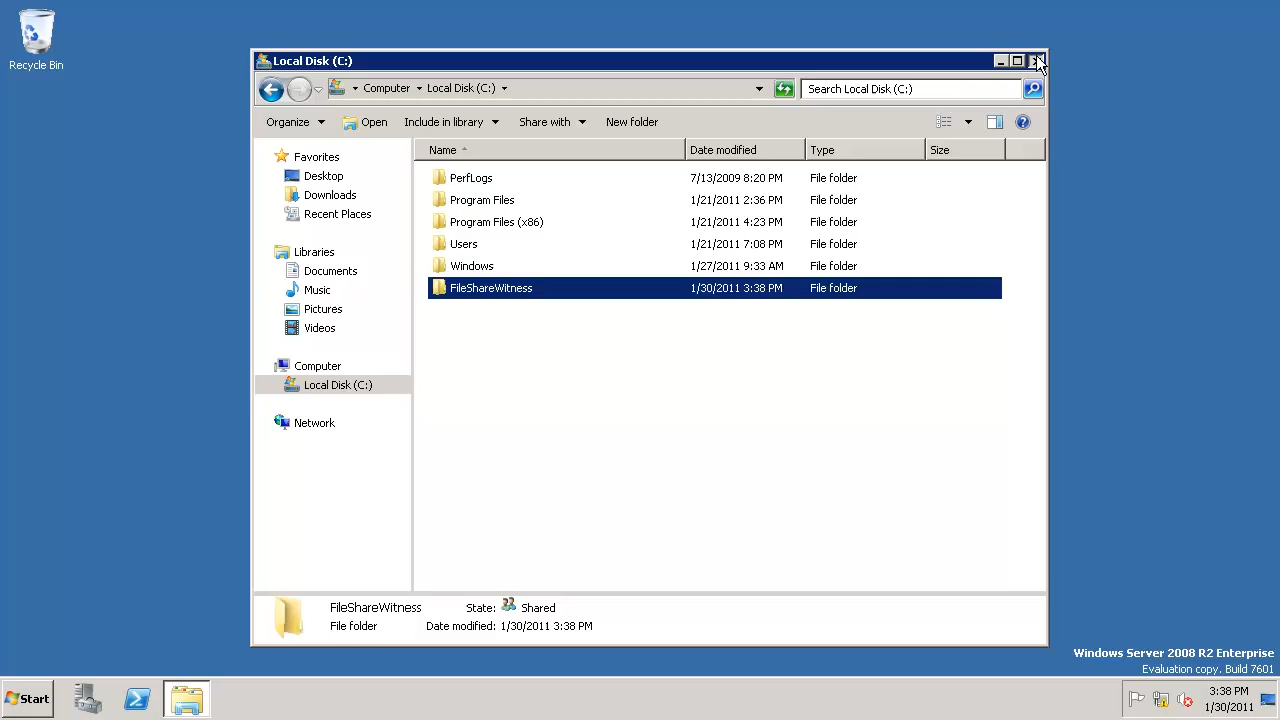 Recycle Bin
Local Disk (C:)
Computer Local Disk (C:)
Search Local Disk (C:)
Organize Open Include in library Share with New folder
Name Date modified Type Size
Favorites
Desktop
Downloads
Recent Places
Libraries
Documents
Music
Pictures
Videos
Computer
Local Disk (C:)
Network
PerfLogs 7/13/2009 8:20 PM File folder
Program Files 1/21/2011 2:36 PM File folder
Program Files (x86) 1/21/2011 4:23 PM File folder
Users 1/21/2011 7:08 PM File folder
Windows 1/27/2011 9:33 AM File folder
FileShareWitness 1/30/2011 3:38 PM File folder
FileShareWitness State: Shared
File folder Date modified: 1/30/2011 3:38 PM
Windows Server 2008 R2 Enterprise
Evaluation copy. Build 7601
Start
3:38 PM
1/30/2011